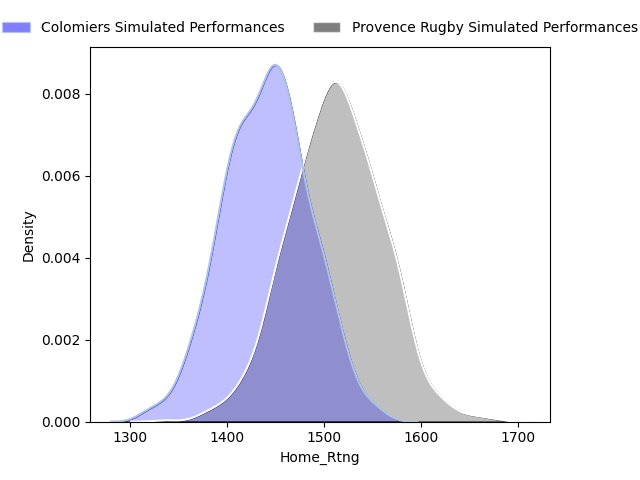 Colomiers Simulated Performances
Provence Rugby Simulated Performances
0.008
0.006
0.004
0.002
0.000
Density
1300
1400
1500
1600
1700
Home_Rtng